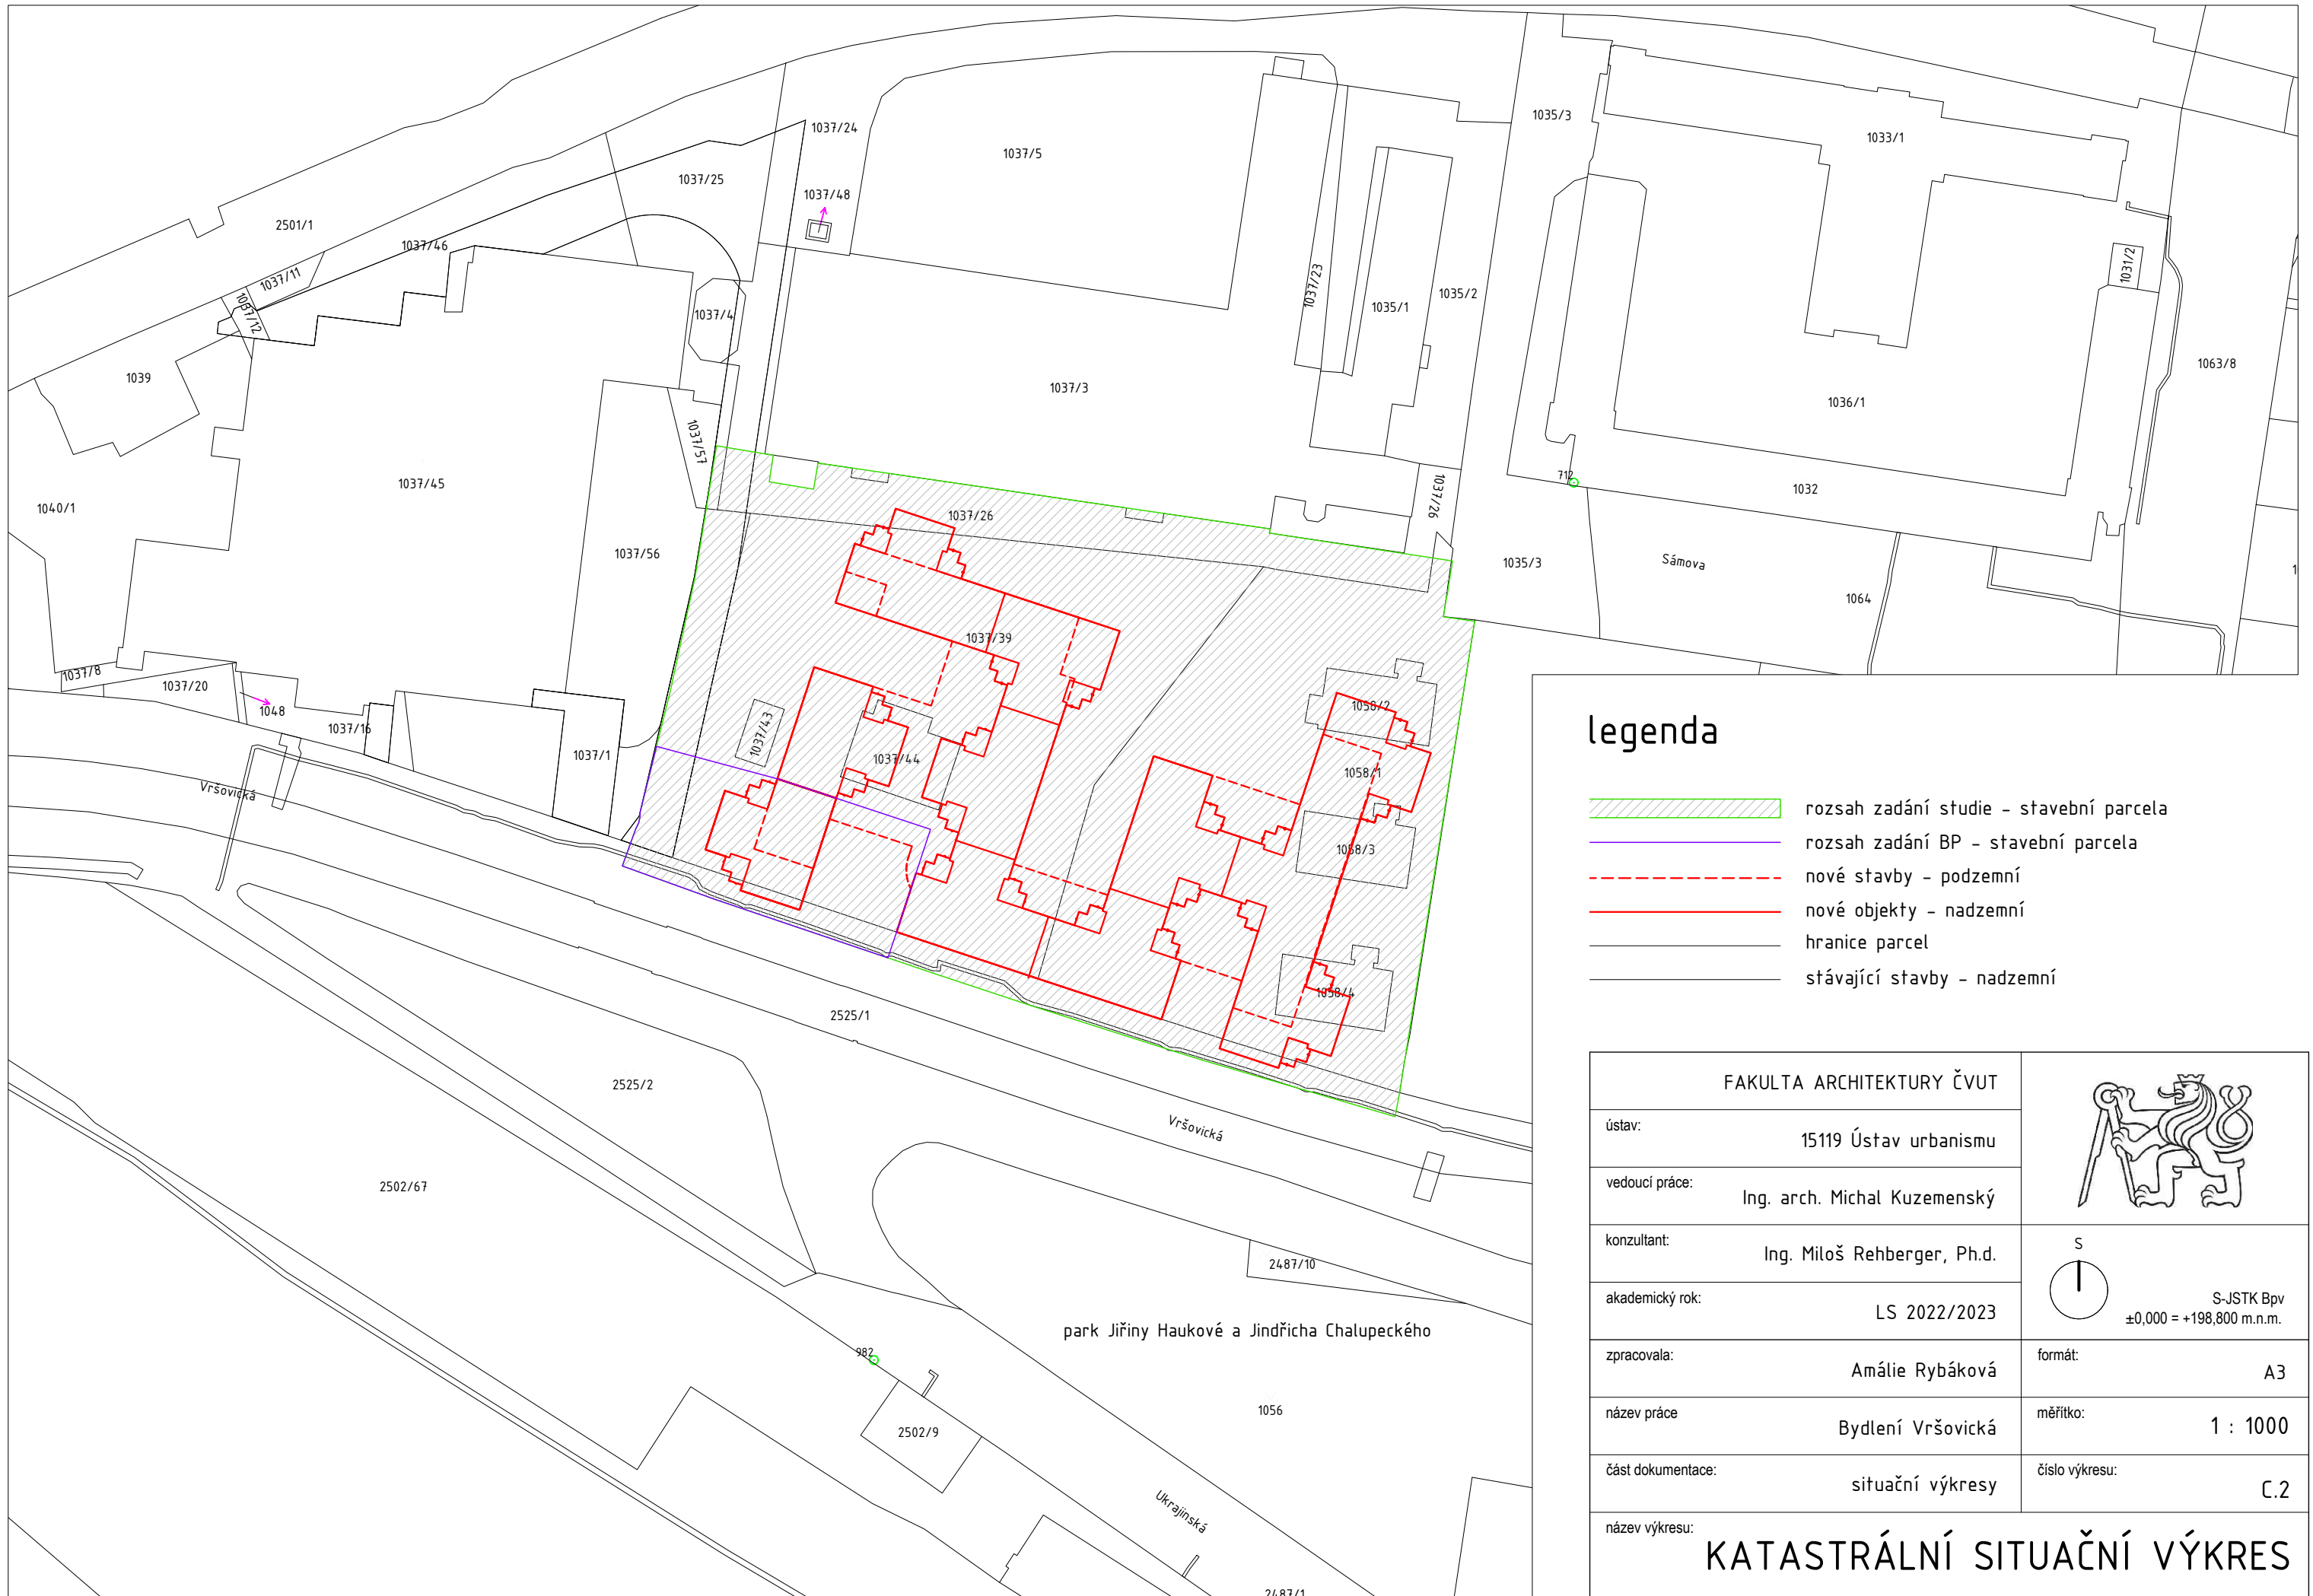 1037/24
1035/3
1033/1
1037/5
1037/25
1037/48
2501/1
1037/46
1037/11
1037/12
1037/23
1031/2
1035/2
1035/1
1037/4
1063/8
1039
1037/3
1036/1
1037/57
1037/45
712
1032
1037/26
1040/1
1037/26
1037/56
1035/3
Sámova
1064
1037/39
1037/8
1037/20
1048
1037/16
1037/1
1037/43
1037/44
1058/2
1058/1
1058/3
1058/4
Vršovická
2525/1
2525/2
Vršovická
2502/67
2487/10
park Jiřiny Haukové a Jindřicha Chalupeckého
982
1056
2502/9
Ukrajinská
2487/1
legenda
rozsah zadání studie - stavební parcela
rozsah zadání BP - stavební parcela
nové stavby - podzemní
nové objekty - nadzemní
hranice parcel
stávající stavby - nadzemní
FAKULTA ARCHITEKTURY ČVUT
ústav:
15119 Ústav urbanismu
vedoucí práce:
Ing. arch. Michal Kuzemenský
konzultant:
Ing. Miloš Rehberger, Ph.d.
S
akademický rok:
LS 2022/2023
S-JSTK Bpv
±0,000 = +198,800 m.n.m.
zpracovala:
Amálie Rybáková
formát:
A3
název práce
Bydlení Vršovická
měřítko:
1 : 1000
část dokumentace:
situační výkresy
číslo výkresu:
C.2
název výkresu:
KATASTRÁLNÍ SITUAČNÍ VÝKRES